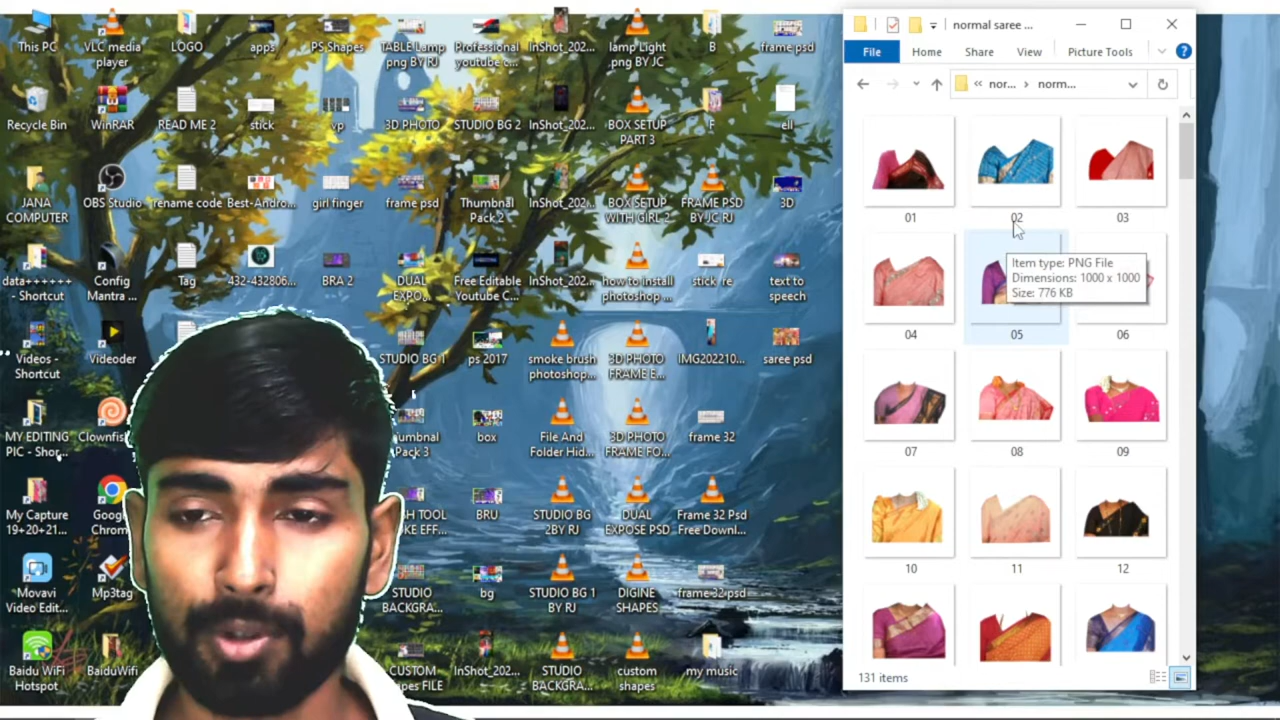 This PC
VLC media
player
LOGO
apps
PS Shapes
TABLE Lamp
png BY RJ
Professional
youtube c...
InShot_202...
lamp Light
.png BY JC
B
frame psd
Recycle Bin
WinRAR
READ ME 2
stick
vp
3D PHOTO
STUDIO BG 2
InShot_202...
BOX SETUP
PART 3
F
ell
JANA
COMPUTER
OBS Studio
rename code
Best-Andro...
girl finger
frame psd
Thumbnail
Pack 2
InShot_202...
BOX SETUP
WITH GIRL 2
FRAME PSD
BY JC RJ
3D
data++++++
- Shortcut
Config
Mantra ...
Tag
432-432806...
BRA 2
DUAL
EXPO...
Free Editable
Youtube C...
InShot_202...
how to install
photoshop ...
stick re
text to
speech
Videos -
Shortcut
Videoder
STUDIO BG 1
ps 2017
smoke brush
photoshop...
3D PHOTO
FRAME E...
IMG202210...
saree psd
MY EDITING
PIC - Shor...
Clownfis
umbnal
Pack 3
box
File And
Folder Hid...
3D PHOTO
FRAME FO...
frame 32
My Capture
19+20+21...
Goog
Chrom
SH TOOL
KE EFF...
BRU
STUDIO BG
2BY RJ
DUAL
EXPOSE PSD
Frame 32 Psd
Free Downl...
Movavi
Video Edit...
Mp3tag
STUDIO
BACKGRA...
bg
STUDIO BG 1
BY RJ
DIGINE
SHAPES
frame 32 psd
Baidu WiFi
Hotspot
BaiduWifi
CUSTOM
apes FILE
InShot_202...
STUDIO
BACKGRA...
custom
shapes
my music
normal saree ...
File Home Share View Picture Tools
nor... norm...
01 02 03
Item type: PNG File
Dimensions: 1000 x 1000
Size: 776 KB
04 05 06
07 08 09
10 11 12
131 items